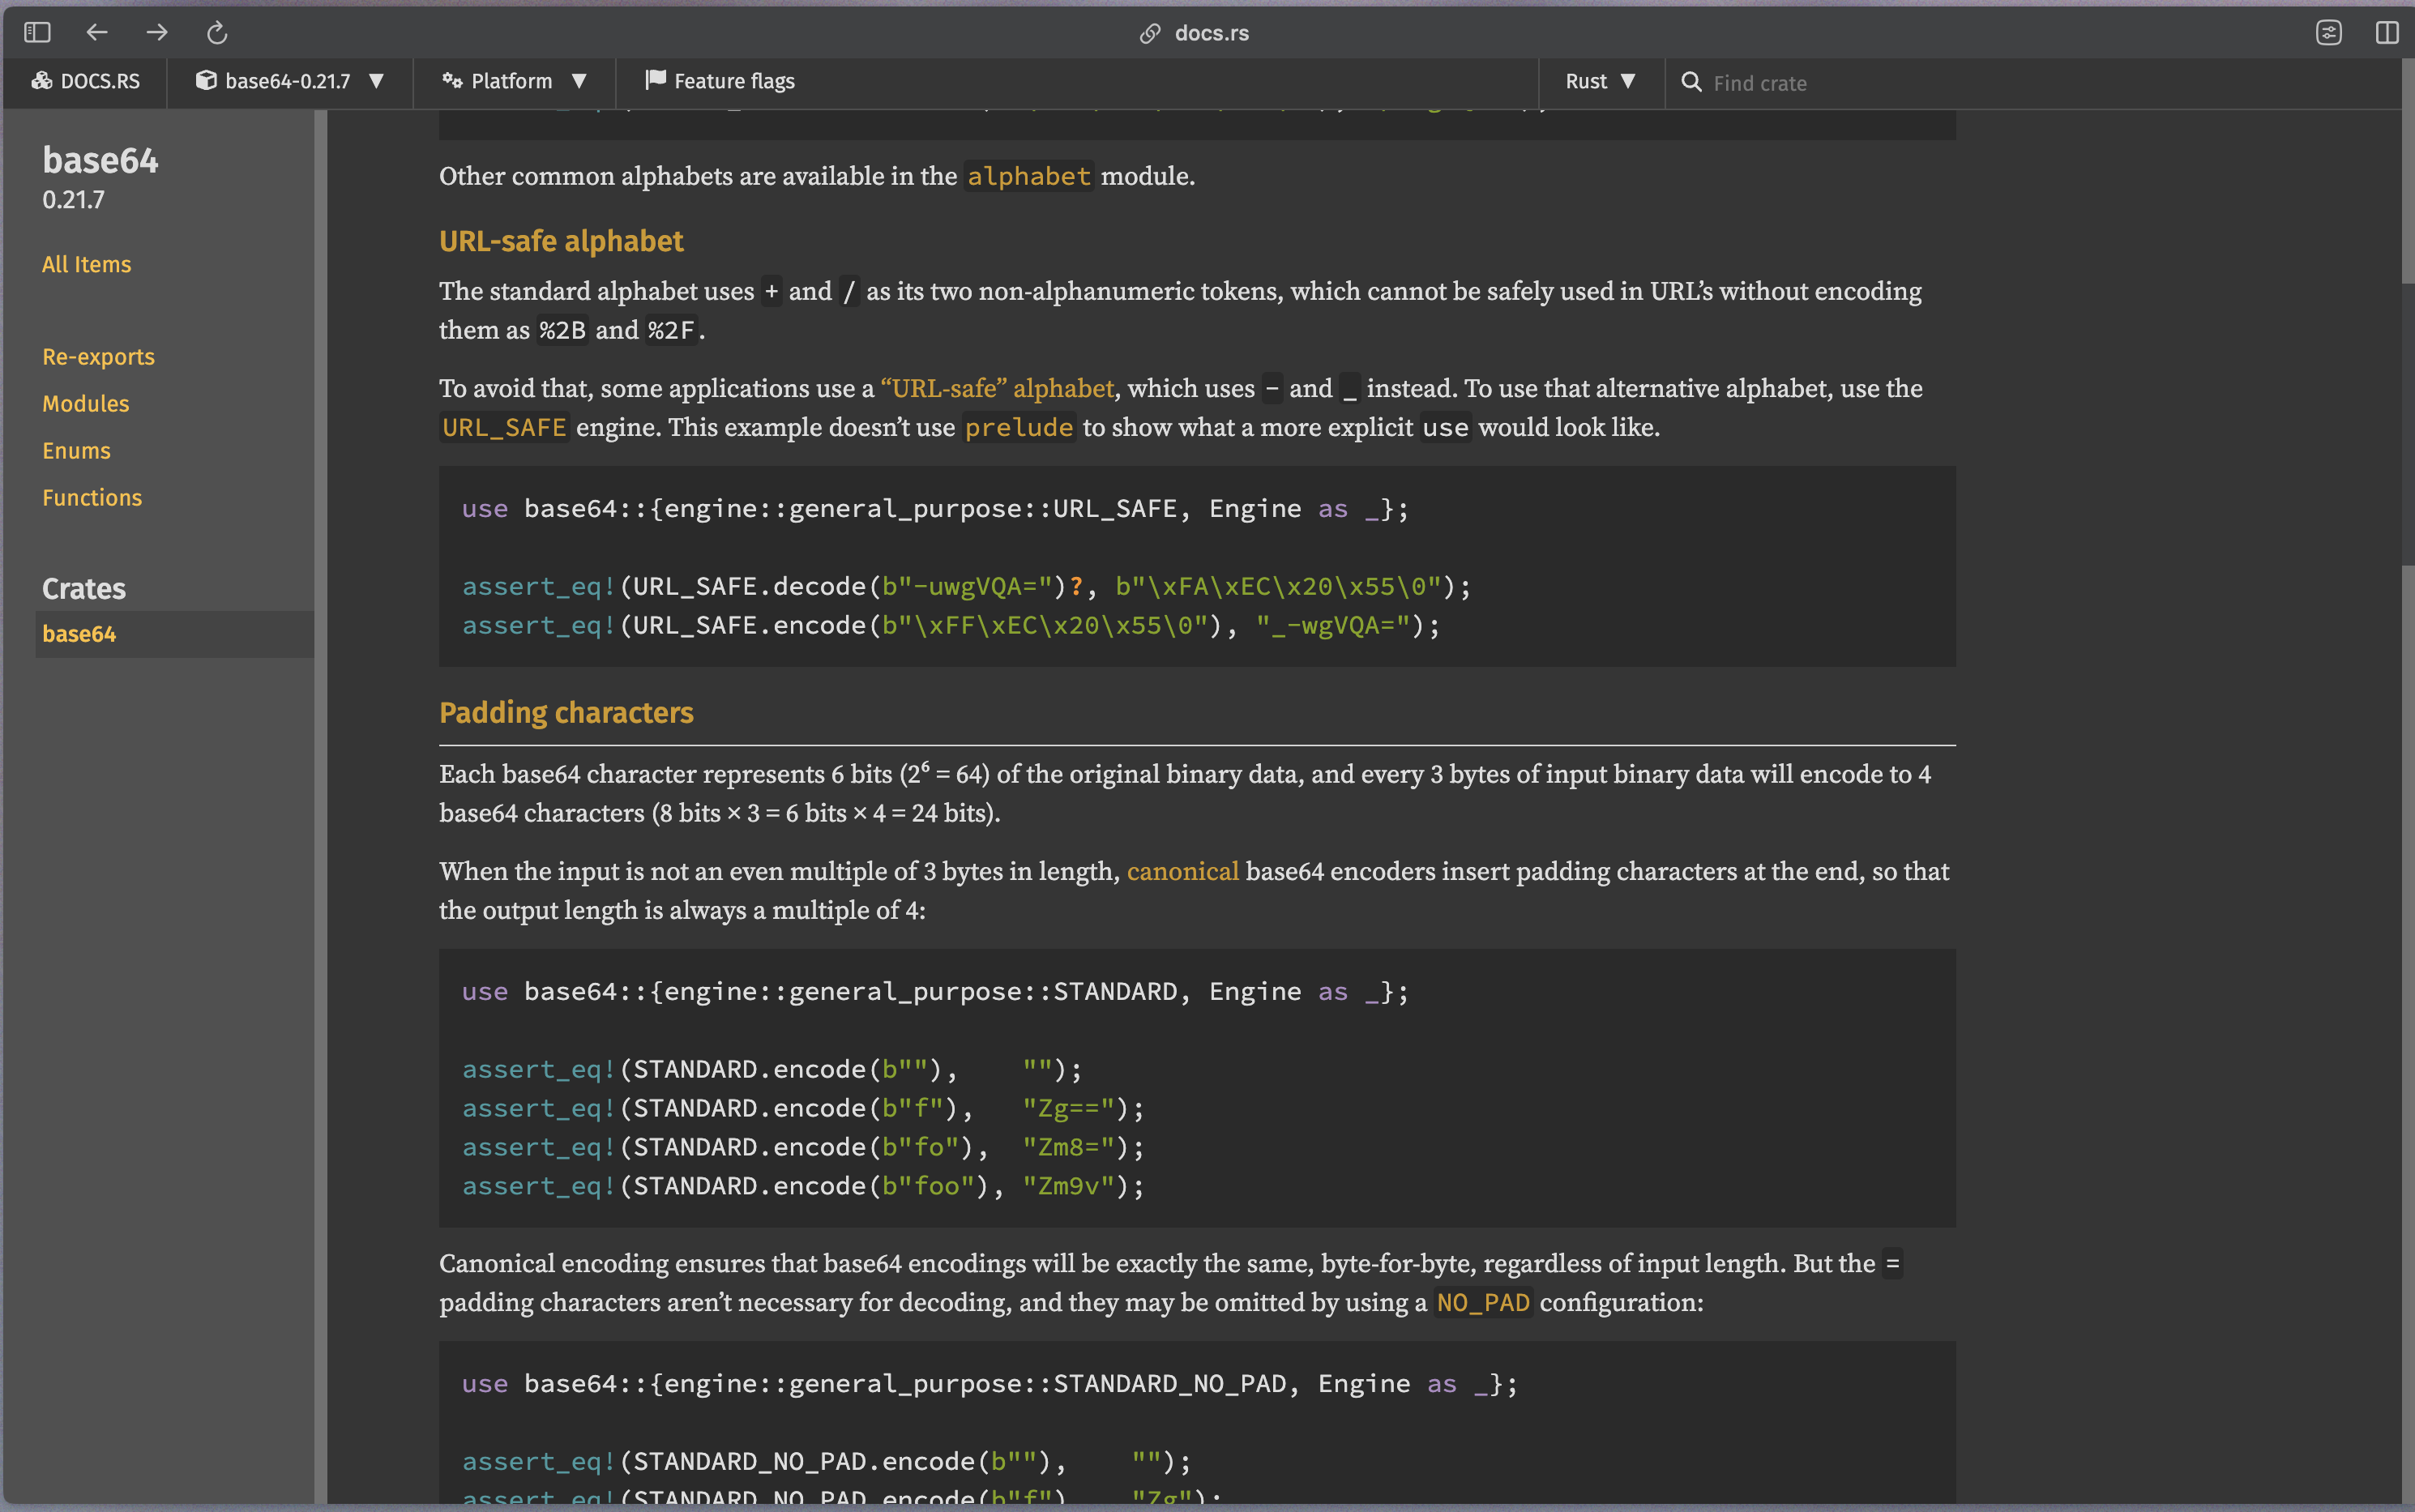 docs.rs
DOCS.RS
base64-0.21.7
Platform
Feature flags
Rust
Find crate
base64
0.21.7
All Items
Re-exports
Modules
Enums
Functions
Crates
base64
Other common alphabets are available in the alphabet module.
URL-safe alphabet
The standard alphabet uses + and / as its two non-alphanumeric tokens, which cannot be safely used in URL’s without encoding
them as %2B and %2F.
To avoid that, some applications use a “URL-safe” alphabet, which uses - and _ instead. To use that alternative alphabet, use the
URL_SAFE engine. This example doesn’t use prelude to show what a more explicit use would look like.
use base64::{engine::general_purpose::URL_SAFE, Engine as _};
assert_eq!(URL_SAFE.decode(b"-uwgVQA=")?, b"\xFA\xEC\x20\x55\0");
assert_eq!(URL_SAFE.encode(b"\xFF\xEC\x20\x55\0"), "_-wgVQA=");
Padding characters
Each base64 character represents 6 bits (2⁶ = 64) of the original binary data, and every 3 bytes of input binary data will encode to 4
base64 characters (8 bits × 3 = 6 bits × 4 = 24 bits).
When the input is not an even multiple of 3 bytes in length, canonical base64 encoders insert padding characters at the end, so that
the output length is always a multiple of 4:
use base64::{engine::general_purpose::STANDARD, Engine as _};
assert_eq!(STANDARD.encode(b""),    "");
assert_eq!(STANDARD.encode(b"f"),   "Zg==");
assert_eq!(STANDARD.encode(b"fo"),  "Zm8=");
assert_eq!(STANDARD.encode(b"foo"), "Zm9v");
Canonical encoding ensures that base64 encodings will be exactly the same, byte-for-byte, regardless of input length. But the =
padding characters aren’t necessary for decoding, and they may be omitted by using a NO_PAD configuration:
use base64::{engine::general_purpose::STANDARD_NO_PAD, Engine as _};
assert_eq!(STANDARD_NO_PAD.encode(b""),    "");
assert_eq!(STANDARD_NO_PAD.encode(b"f"),   "Zg");